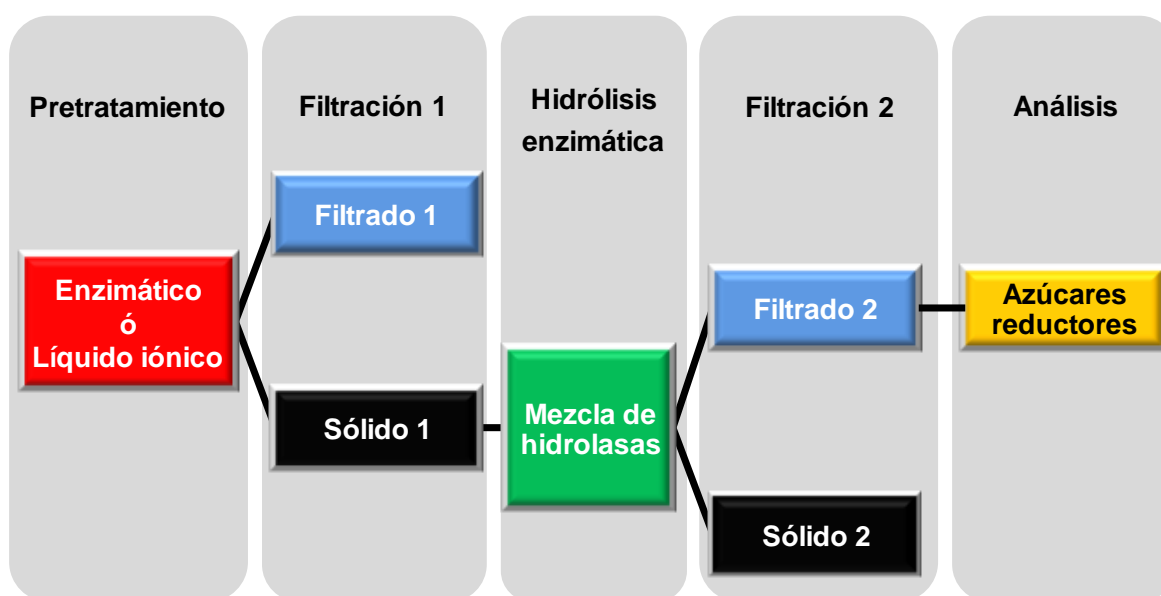 Pretratamiento
Filtración 1
Hidrólisis
enzimática
Filtración 2
Análisis
Enzimático
ó
Líquido iónico
Filtrado 1
Sólido 1
Mezcla de
hidrolasas
Filtrado 2
Sólido 2
Azúcares
reductores